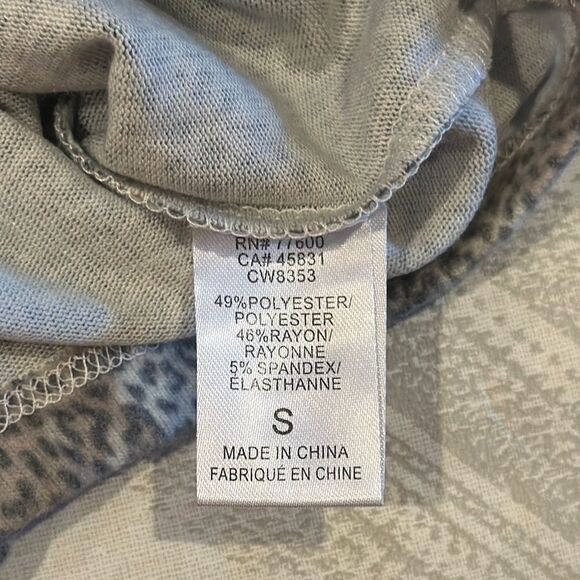 RN# 77600
CA# 45831
CW8353
49%POLYESTER/
POLYESTER
46%RAYON/
RAYONNE
5% SPANDEX/
ÉLASTHANNE
S
MADE IN CHINA
FABRIQUÉ EN CHINE